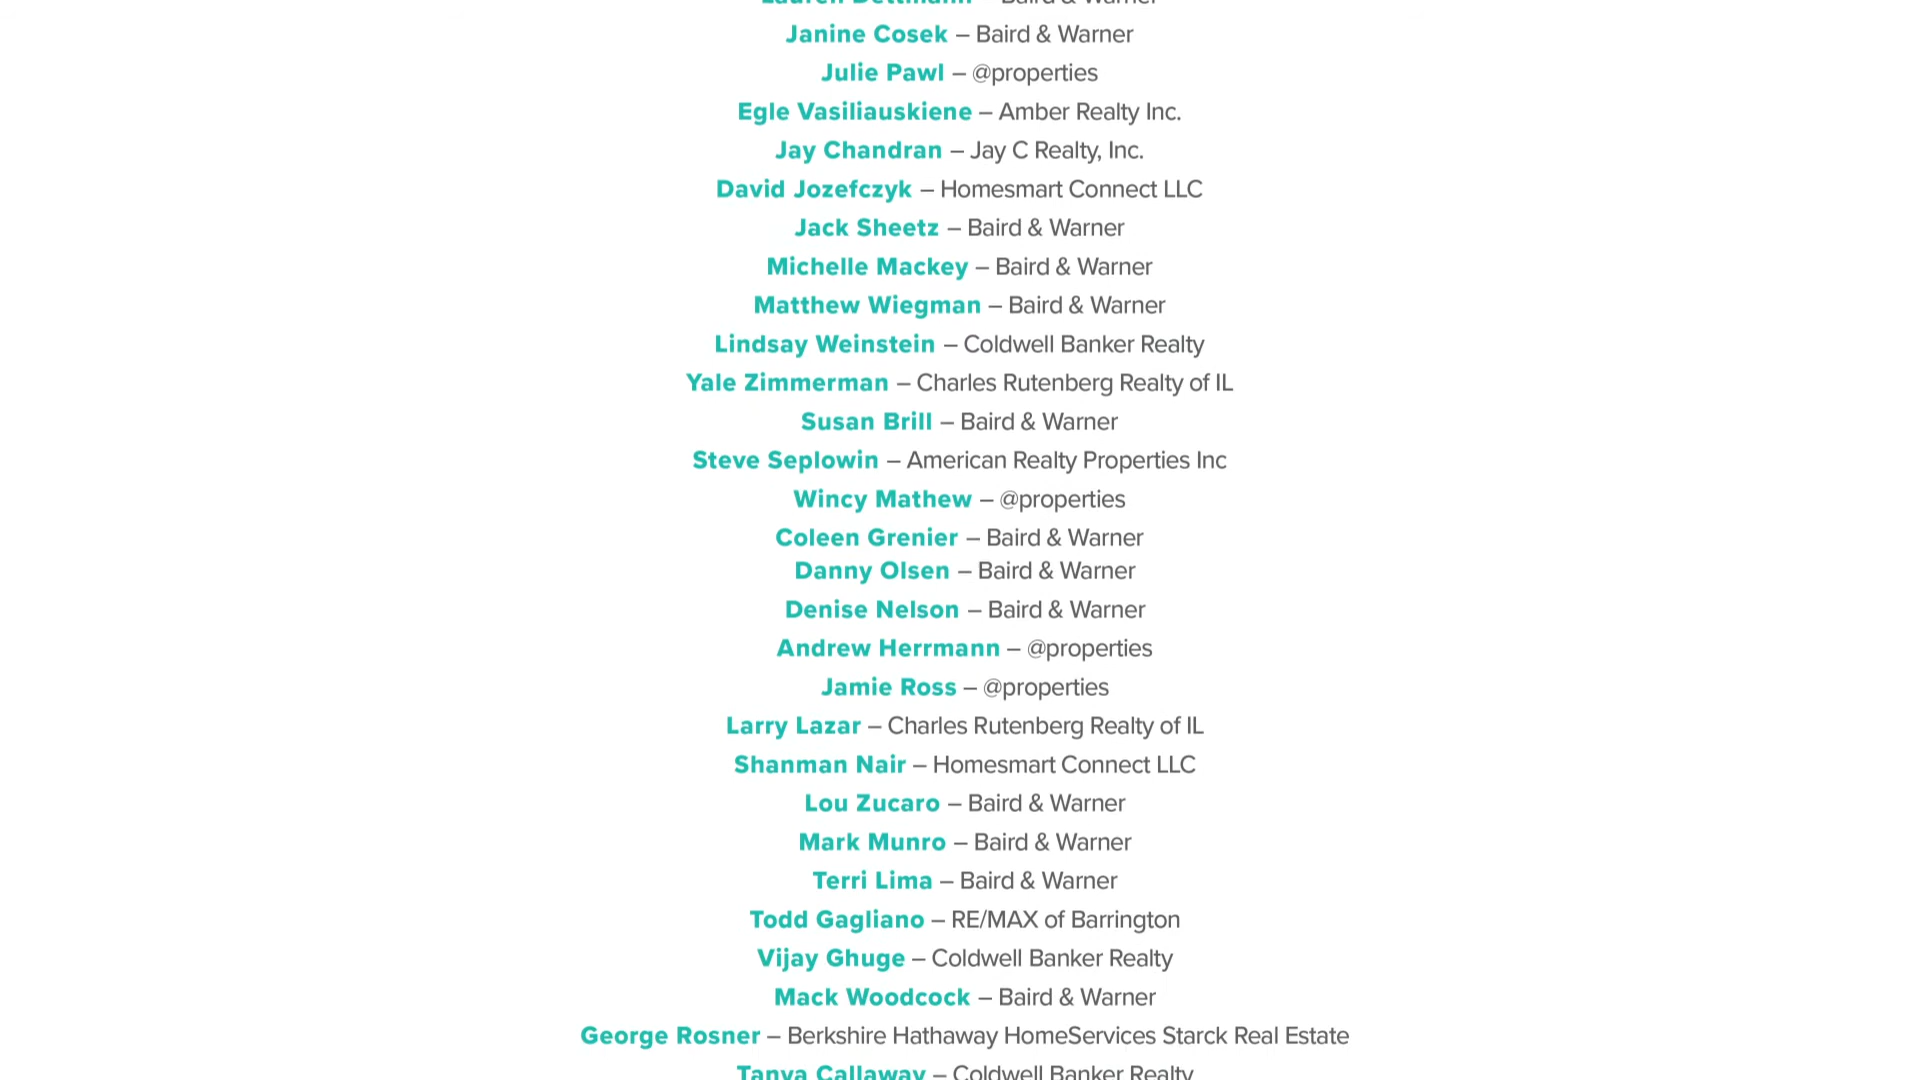 Lauren Dettmann – Baird & Warner
Janine Cosek – Baird & Warner
Julie Pawl – @properties
Egle Vasiliauskiene – Amber Realty Inc.
Jay Chandran – Jay C Realty, Inc.
David Jozefczyk – Homesmart Connect LLC
Jack Sheetz – Baird & Warner
Michelle Mackey – Baird & Warner
Matthew Wiegman – Baird & Warner
Lindsay Weinstein – Coldwell Banker Realty
Yale Zimmerman – Charles Rutenberg Realty of IL
Susan Brill – Baird & Warner
Steve Seplowin – American Realty Properties Inc
Wincy Mathew – @properties
Coleen Grenier – Baird & Warner
Danny Olsen – Baird & Warner
Denise Nelson – Baird & Warner
Andrew Herrmann – @properties
Jamie Ross – @properties
Larry Lazar – Charles Rutenberg Realty of IL
Shanman Nair – Homesmart Connect LLC
Lou Zucaro – Baird & Warner
Mark Munro – Baird & Warner
Terri Lima – Baird & Warner
Todd Gagliano – RE/MAX of Barrington
Vijay Ghuge – Coldwell Banker Realty
Mack Woodcock – Baird & Warner
George Rosner – Berkshire Hathaway HomeServices Starck Real Estate
Tanya Callaway – Coldwell Banker Realty